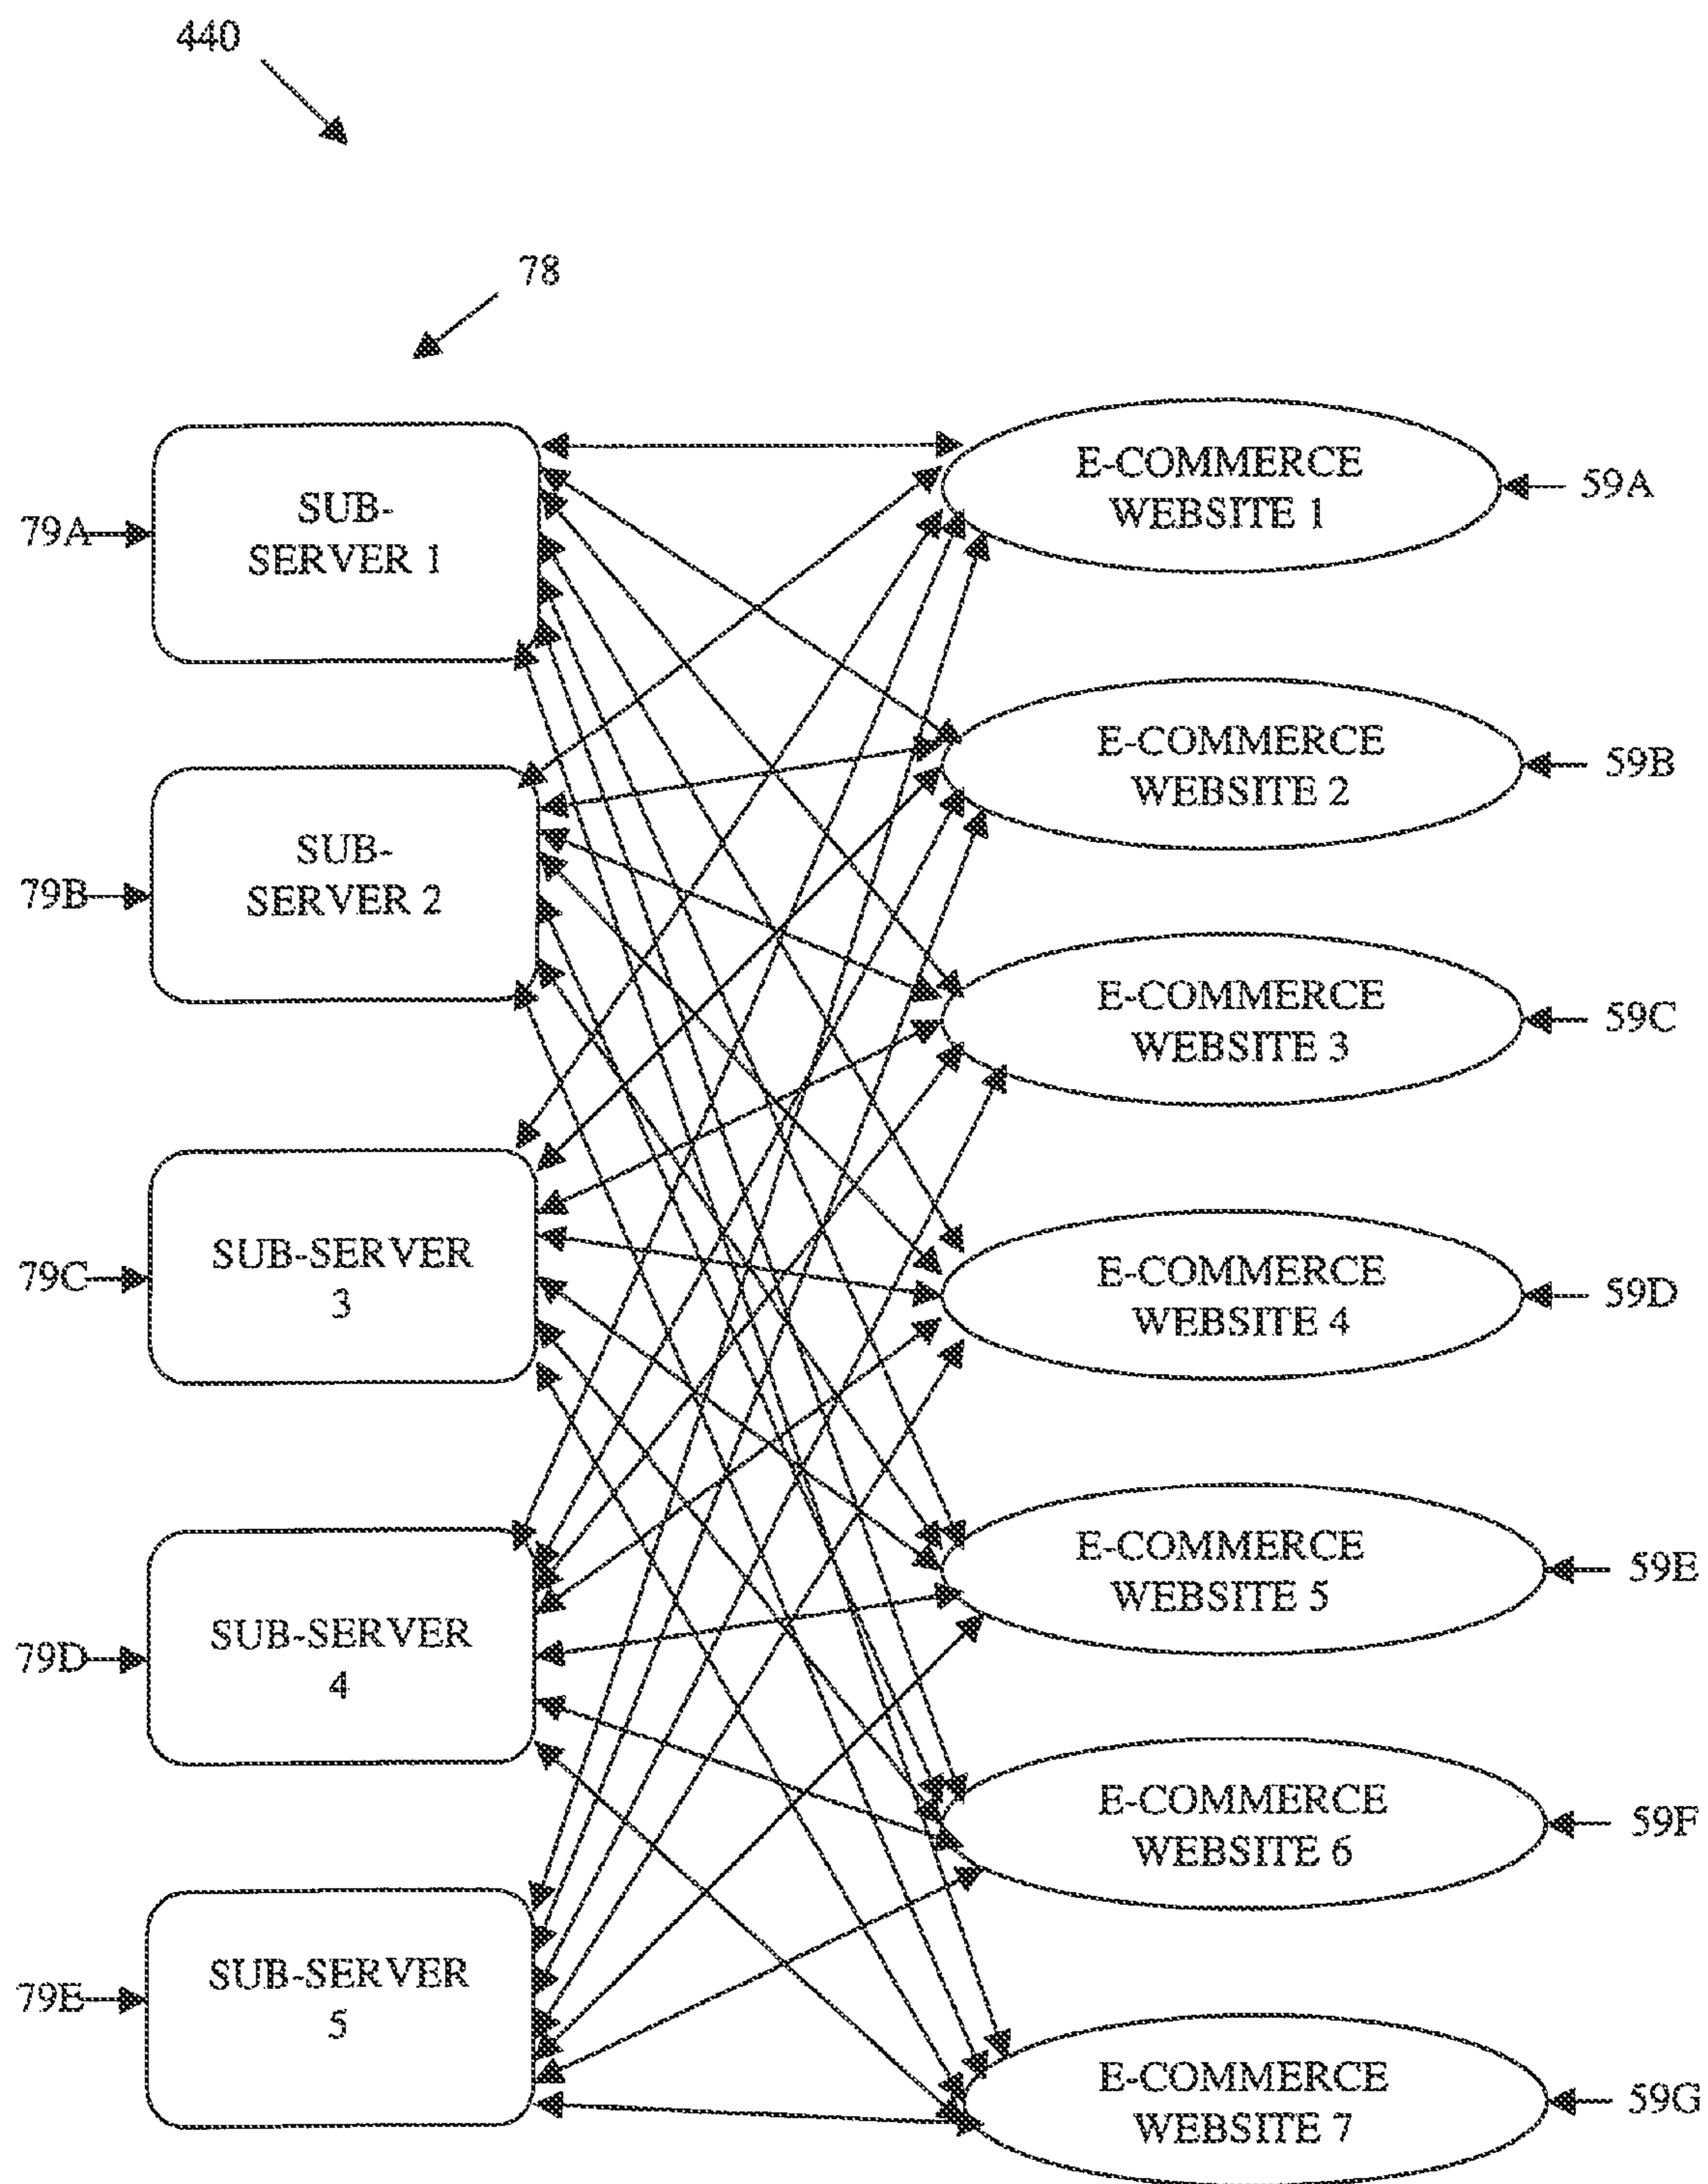 440
78
SUB-
SERVER 1
79A
E-COMMERCE
WEBSITE 1
59A
SUB-
SERVER 2
79B
E-COMMERCE
WEBSITE 2
59B
E-COMMERCE
WEBSITE 3
59C
SUB-SERVER
3
79C
E-COMMERCE
WEBSITE 4
59D
SUB-SERVER
4
79D
E-COMMERCE
WEBSITE 5
59E
E-COMMERCE
WEBSITE 6
59F
SUB-SERVER
5
79E
E-COMMERCE
WEBSITE 7
59G